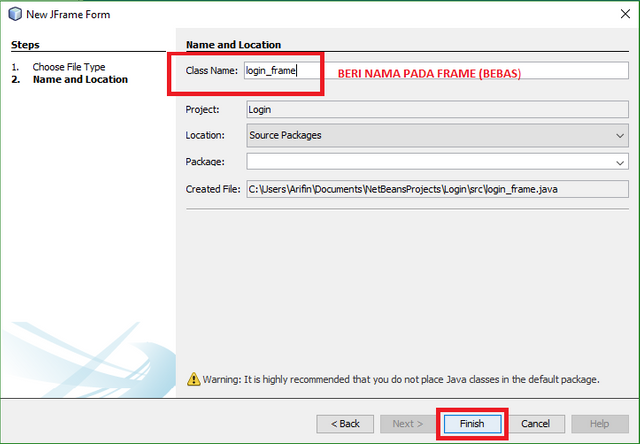 New JFrame Form
Steps
1. Choose File Type
2. Name and Location
Name and Location
Class Name: login_frame
BERI NAMA PADA FRAME (BEBAS)
Project: Login
Location: Source Packages
Package:
Created File: C:\Users\Arifin\Documents\NetBeansProjects\Login\src\login_frame.java
Warning: It is highly recommended that you do not place Java classes in the default package.
< Back Next > Finish Cancel Help